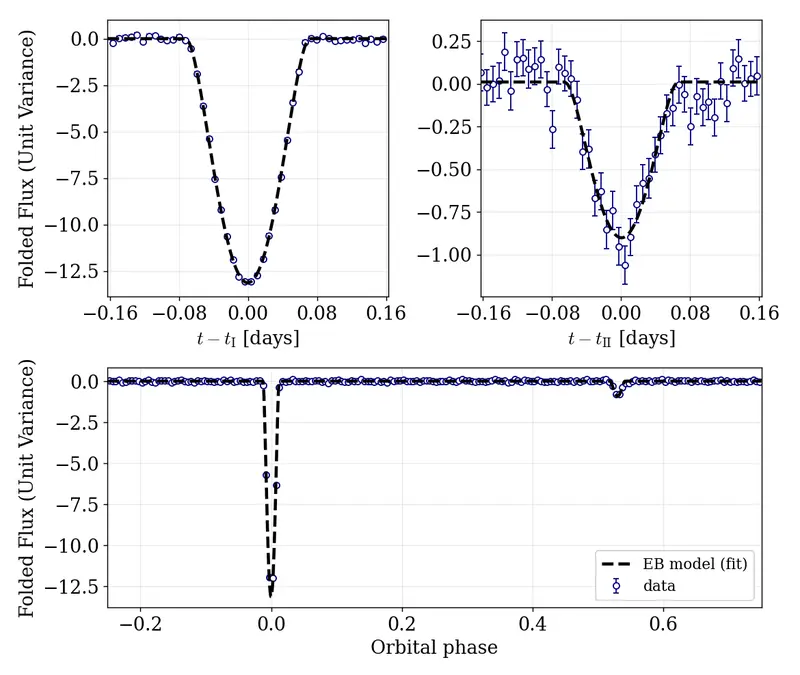 Folded Flux (Unit Variance)
0.0
−2.5
−5.0
−7.5
−10.0
−12.5
−0.16 −0.08 0.00 0.08 0.16
t − tI [days]
0.25
0.00
−0.25
−0.50
−0.75
−1.00
−0.16 −0.08 0.00 0.08 0.16
t − tII [days]
Folded Flux (Unit Variance)
0.0
−2.5
−5.0
−7.5
−10.0
−12.5
−0.2 0.0 0.2 0.4 0.6
Orbital phase
EB model (fit)
data